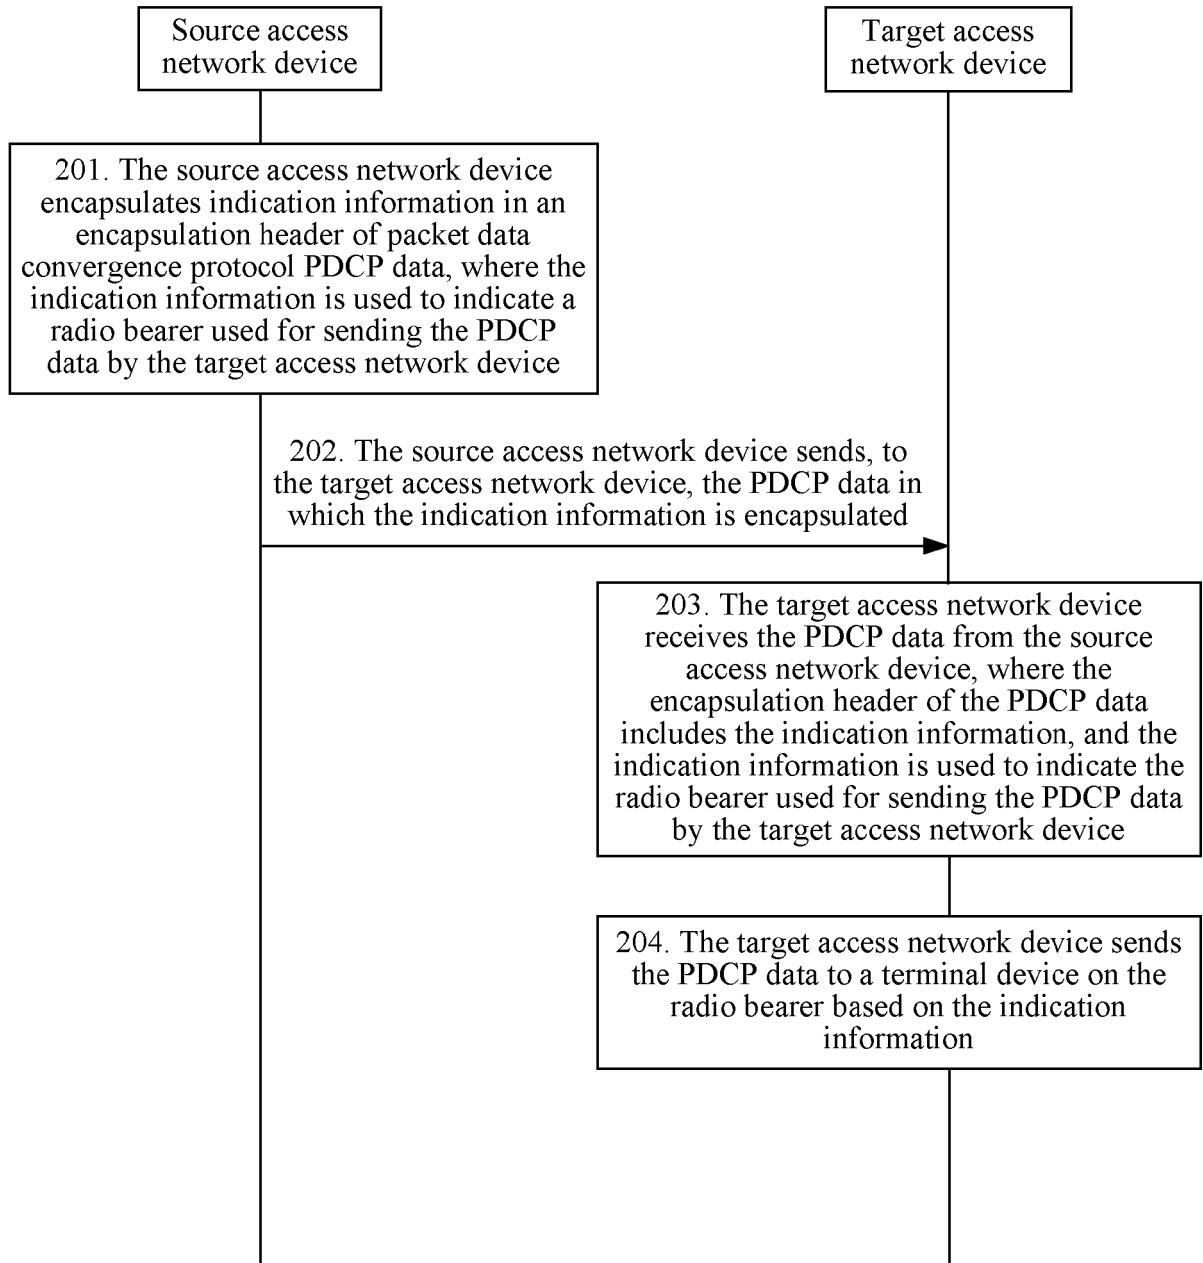 Source access
network device
Target access
network device
201. The source access network device
encapsulates indication information in an
encapsulation header of packet data
convergence protocol PDCP data, where the
indication information is used to indicate a
radio bearer used for sending the PDCP
data by the target access network device
202. The source access network device sends, to
the target access network device, the PDCP data in
which the indication information is encapsulated
203. The target access network device
receives the PDCP data from the source
access network device, where the
encapsulation header of the PDCP data
includes the indication information, and the
indication information is used to indicate the
radio bearer used for sending the PDCP data
by the target access network device
204. The target access network device sends
the PDCP data to a terminal device on the
radio bearer based on the indication
information